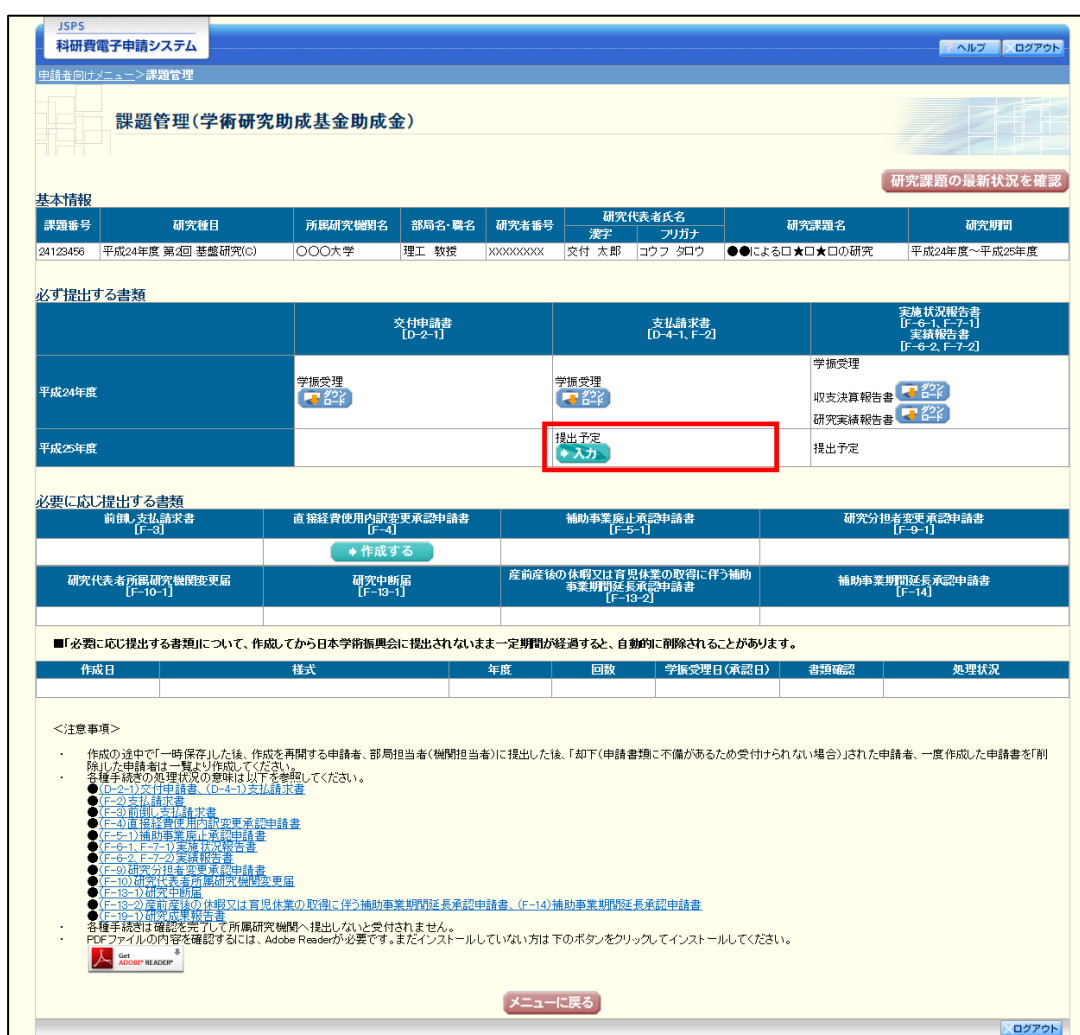 JSPS
科研費電子申請システム
ヘルプ
ログアウト
申請者向けメニュー>課題管理
課題管理(学術研究助成基金助成金)
研究課題の最新状況を確認
基本情報
課題番号 研究種目 所属研究機関名 部局名・職名 研究者番号 研究代表者氏名 研究課題名 研究期間
漢字 フリガナ
24123456 平成24年度 第2回 基盤研究(C) ○○○大学 理工 教授 XXXXXXXX 交付 太郎 コウフ タロウ ●●による□★□★□の研究 平成24年度～平成25年度
必ず提出する書類
交付申請書
[D-2-1]
支払請求書
[D-4-1、F-2]
実施状況報告書
[F-6-1、F-7-1]
実績報告書
[F-6-2、F-7-2]
平成24年度
学振受理
ダウンロード
学振受理
ダウンロード
学振受理
収支決算報告書 ダウンロード
研究実績報告書 ダウンロード
平成25年度
提出予定
入力
提出予定
必要に応じ提出する書類
前倒し支払請求書
[F-3]
直接経費使用内訳変更承認申請書
[F-4]
補助事業廃止承認申請書
[F-5-1]
研究分担者変更承認申請書
[F-9-1]
作成する
研究代表者所属研究機関変更届
[F-10-1]
研究中断届
[F-13-1]
産前産後の休暇又は育児休業の取得に伴う補助
事業期間延長承認申請書
[F-13-2]
補助事業期間延長承認申請書
[F-14]
■「必要に応じ提出する書類」について、作成してから日本学術振興会に提出されないまま一定期間が経過すると、自動的に削除されることがあります。
作成日 様式 年度 回数 学振受理日(承認日) 書類確認 処理状況
<注意事項>
・ 作成の途中で「一時保存」した後、作成を再開する申請者、部局担当者(機関担当者)に提出した後、「却下(申請書類に不備があるため受付けられない場合)」された申請者、一度作成した申請書を「削
除」した申請者は一覧より作成してください。
・ 各種手続きの処理状況の意味は以下を参照してください。
●(D-2-1)交付申請書、(D-4-1)支払請求書
●(F-2)支払請求書
●(F-3)前倒し支払請求書
●(F-4)直接経費使用内訳変更承認申請書
●(F-5-1)補助事業廃止承認申請書
●(F-6-1、F-7-1)実施状況報告書
●(F-6-2、F-7-2)実績報告書
●(F-9)研究分担者変更承認申請書
●(F-10)研究代表者所属研究機関変更届
●(F-13-1)研究中断届
●(F-13-2)産前産後の休暇又は育児休業の取得に伴う補助事業期間延長承認申請書、(F-14)補助事業期間延長承認申請書
●(F-19-1)研究成果報告書
・ 各種手続きは確認を完了して所属研究機関へ提出しないと受付されません。
・ PDFファイルの内容を確認するには、Adobe Readerが必要です。まだインストールしていない方は下のボタンをクリックしてインストールしてください。
Get
ADOBE® READER®
メニューに戻る
ログアウト